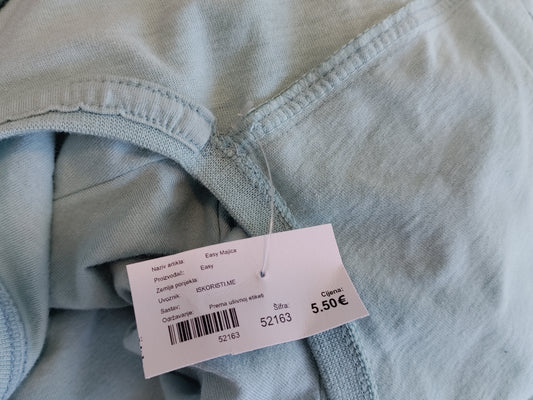 Naziv artikla: Easy Majica
Proizvođač: Easy
Zemlja porijekla:
Uvoznik: ISKORISTI.ME
Sastav: Prema ušivnoj etiketi
Održavanje:
52163
Šifra:
52163
Cijena:
5.50€